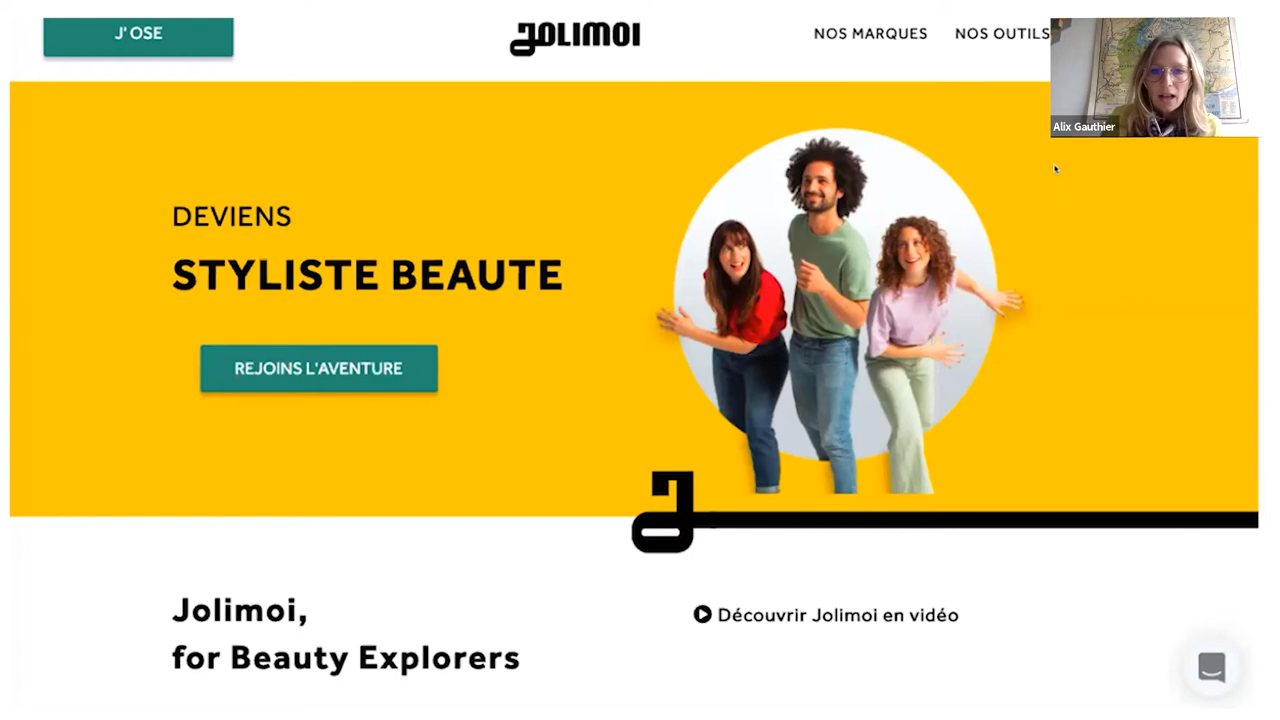 J' OSE
JOLIMOI
NOS MARQUES
NOS OUTILS
Alix Gauthier
DEVIENS
STYLISTE BEAUTE
REJOINS L'AVENTURE
Jolimoi,
for Beauty Explorers
Découvrir Jolimoi en vidéo